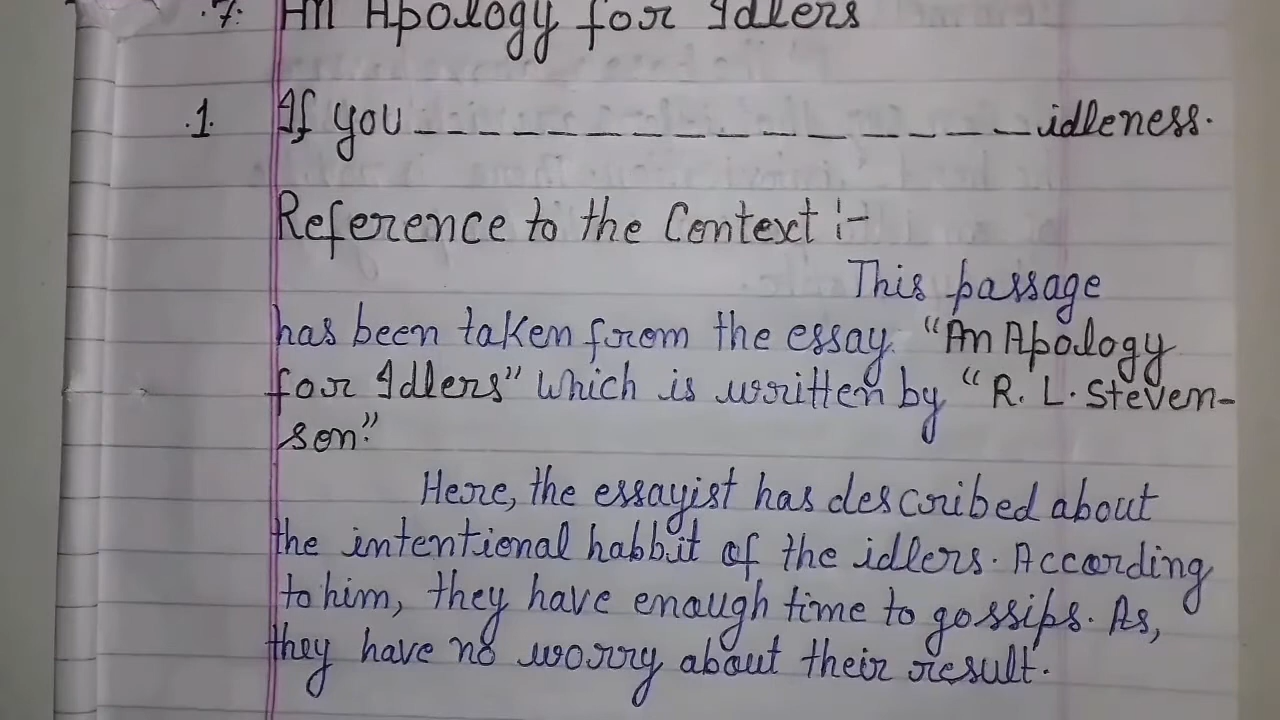 .7. An Apology for Idlers
.1. If you _ _ _ _ _ _ _ _ _ _ _ _ _ _ idleness.
Reference to the Context :-
This passage
has been taken from the essay "An Apology
for Idlers" which is written by "R. L. Steven-
son."
Here, the essayist has described about
the intentional habbit of the idlers. According
to him, they have enough time to gossips. As,
they have no worry about their result.